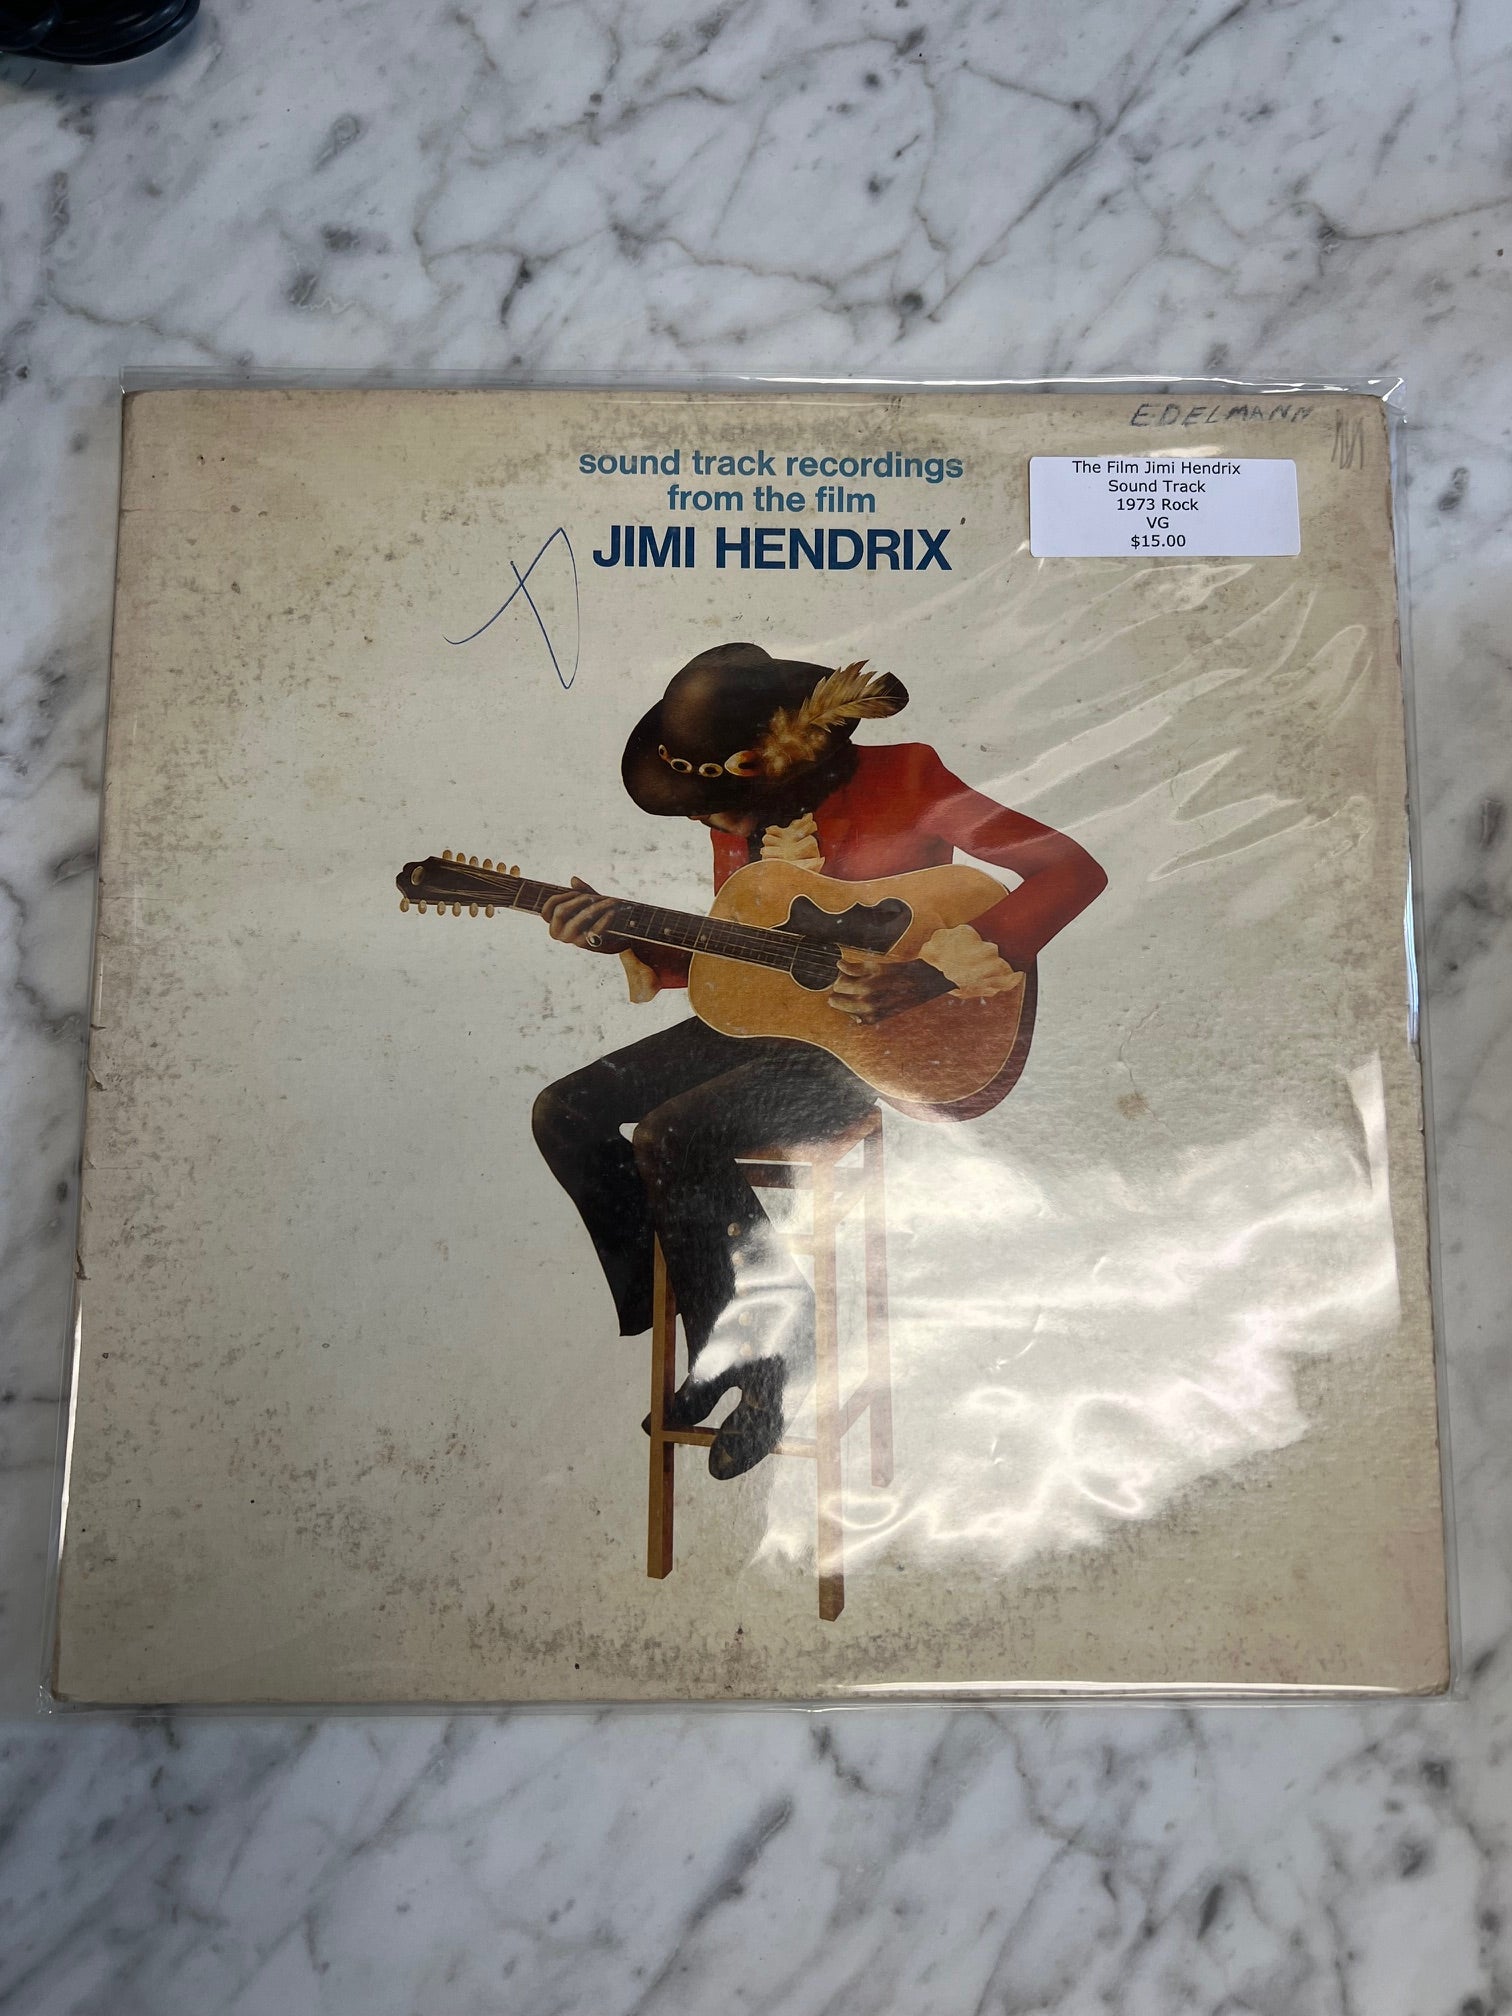 EDELMANN
sound track recordings
from the film
JIMI HENDRIX
The Film Jimi Hendrix
Sound Track
1973 Rock
VG
$15.00